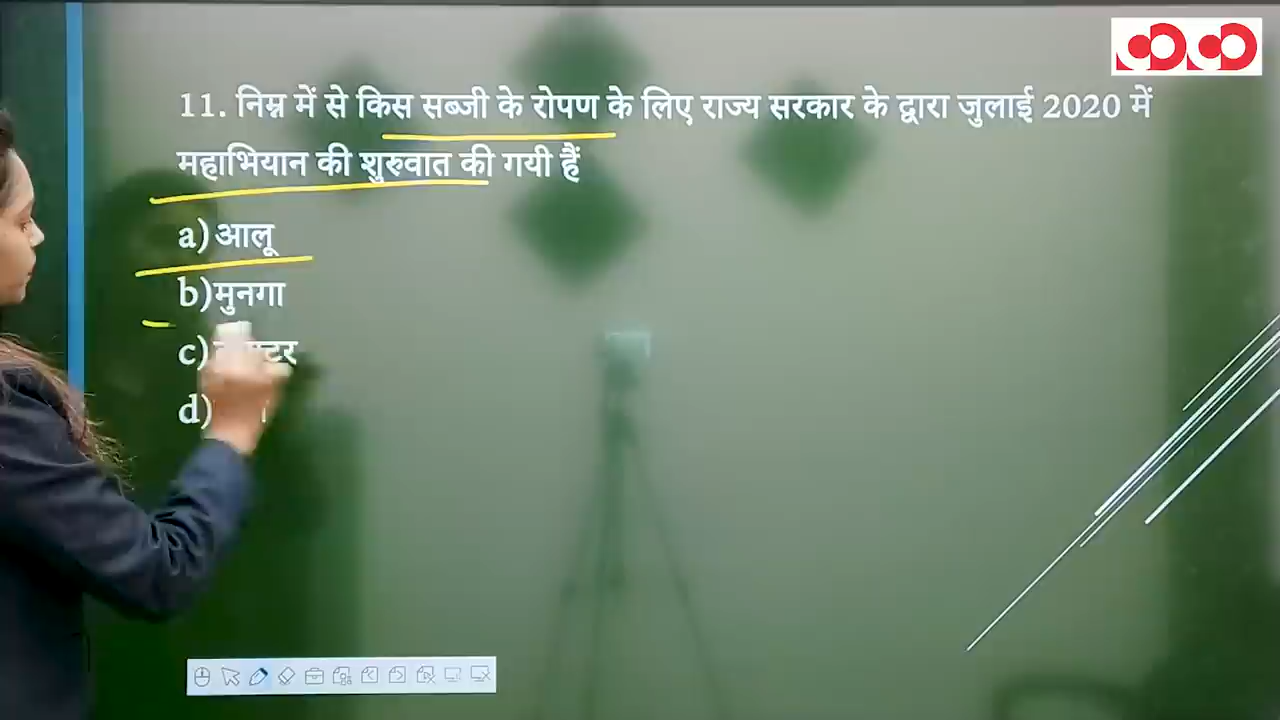 11. निम्न में से किस सब्जी के रोपण के लिए राज्य सरकार के द्वारा जुलाई 2020 में
महाभियान की शुरुवात की गयी हैं
a) आलू
b)मुनगा
c)
d)